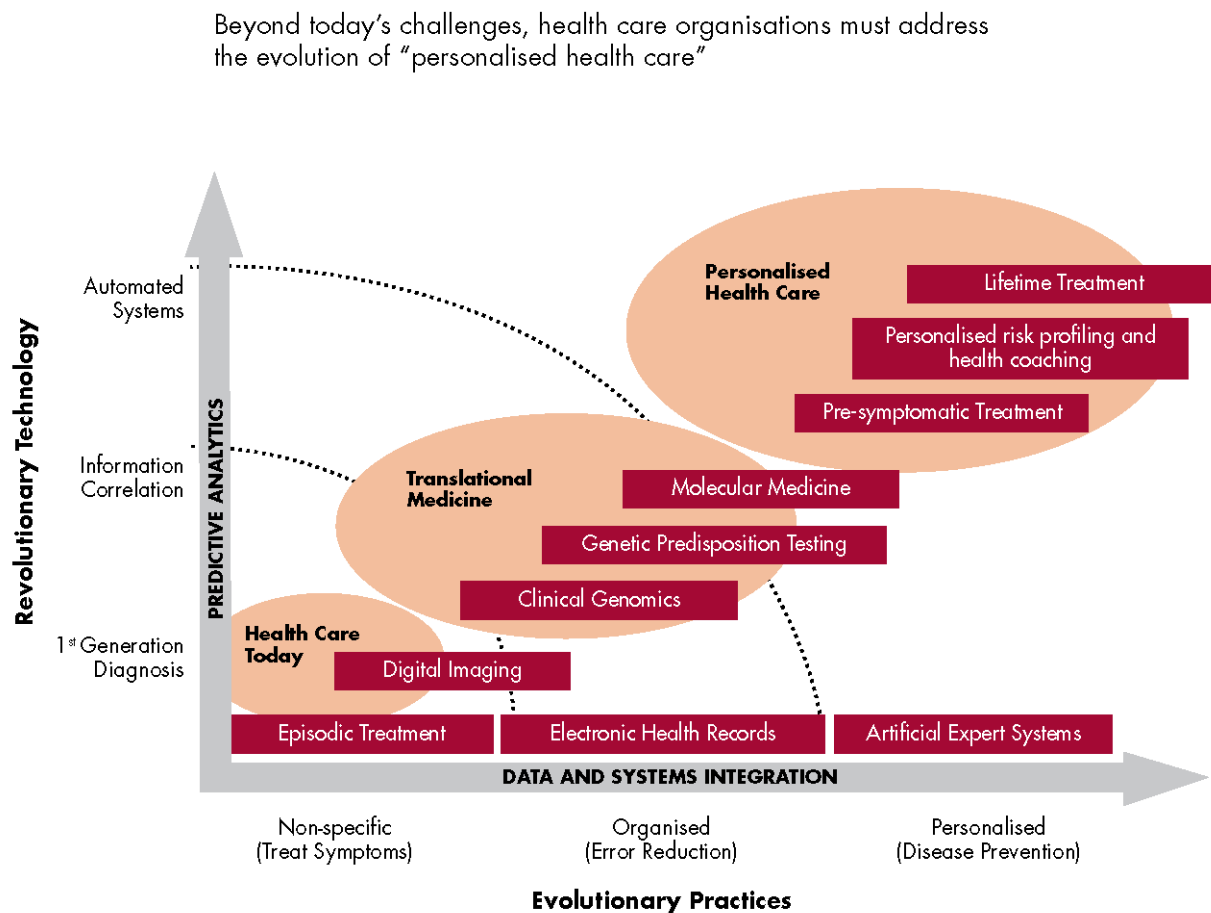 Beyond today's challenges, health care organisations must address
the evolution of "personalised health care"
Revolutionary Technology
PREDICTIVE ANALYTICS
Automated
Systems
Information
Correlation
1st Generation
Diagnosis
Personalised
Health Care
Lifetime Treatment
Personalised risk profiling and
health coaching
Pre-symptomatic Treatment
Translational
Medicine
Molecular Medicine
Genetic Predisposition Testing
Clinical Genomics
Health Care
Today
Digital Imaging
Episodic Treatment
Electronic Health Records
Artificial Expert Systems
DATA AND SYSTEMS INTEGRATION
Non-specific
(Treat Symptoms)
Organised
(Error Reduction)
Personalised
(Disease Prevention)
Evolutionary Practices